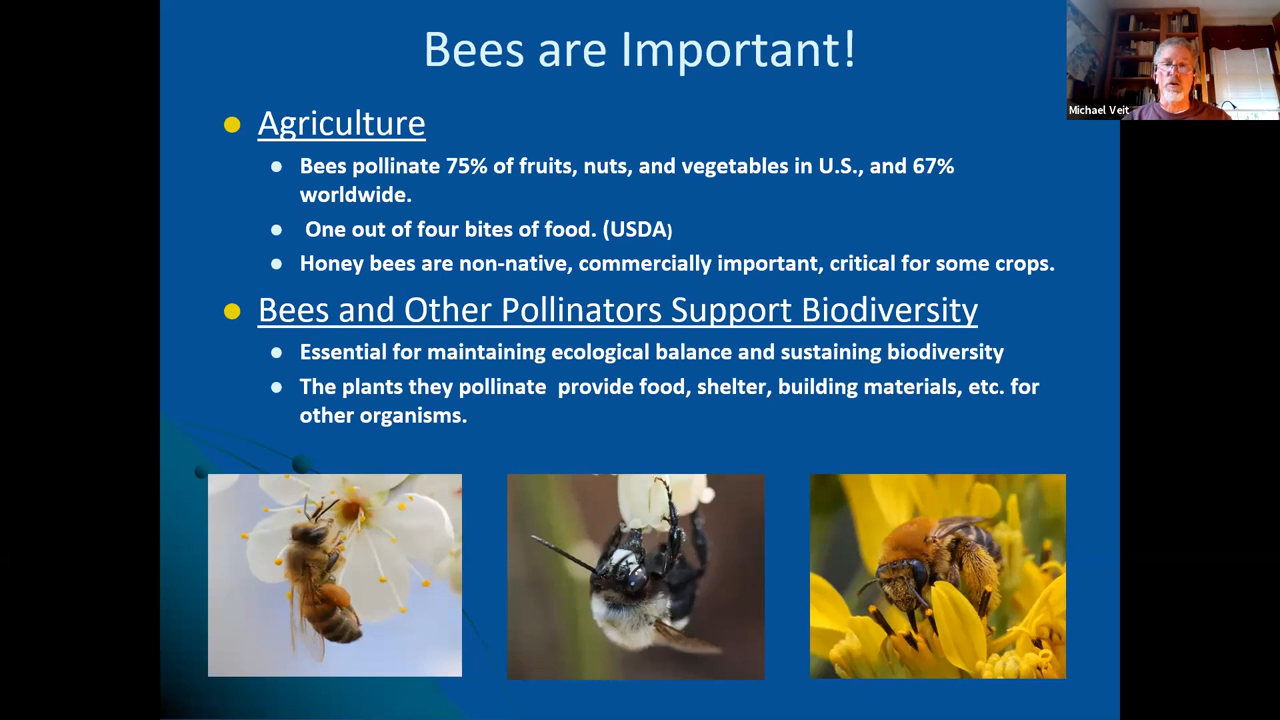 Bees are Important!
Michael Veit
Agriculture
Bees pollinate 75% of fruits, nuts, and vegetables in U.S., and 67%
worldwide.
One out of four bites of food. (USDA)
Honey bees are non-native, commercially important, critical for some crops.
Bees and Other Pollinators Support Biodiversity
Essential for maintaining ecological balance and sustaining biodiversity
The plants they pollinate provide food, shelter, building materials, etc. for
other organisms.